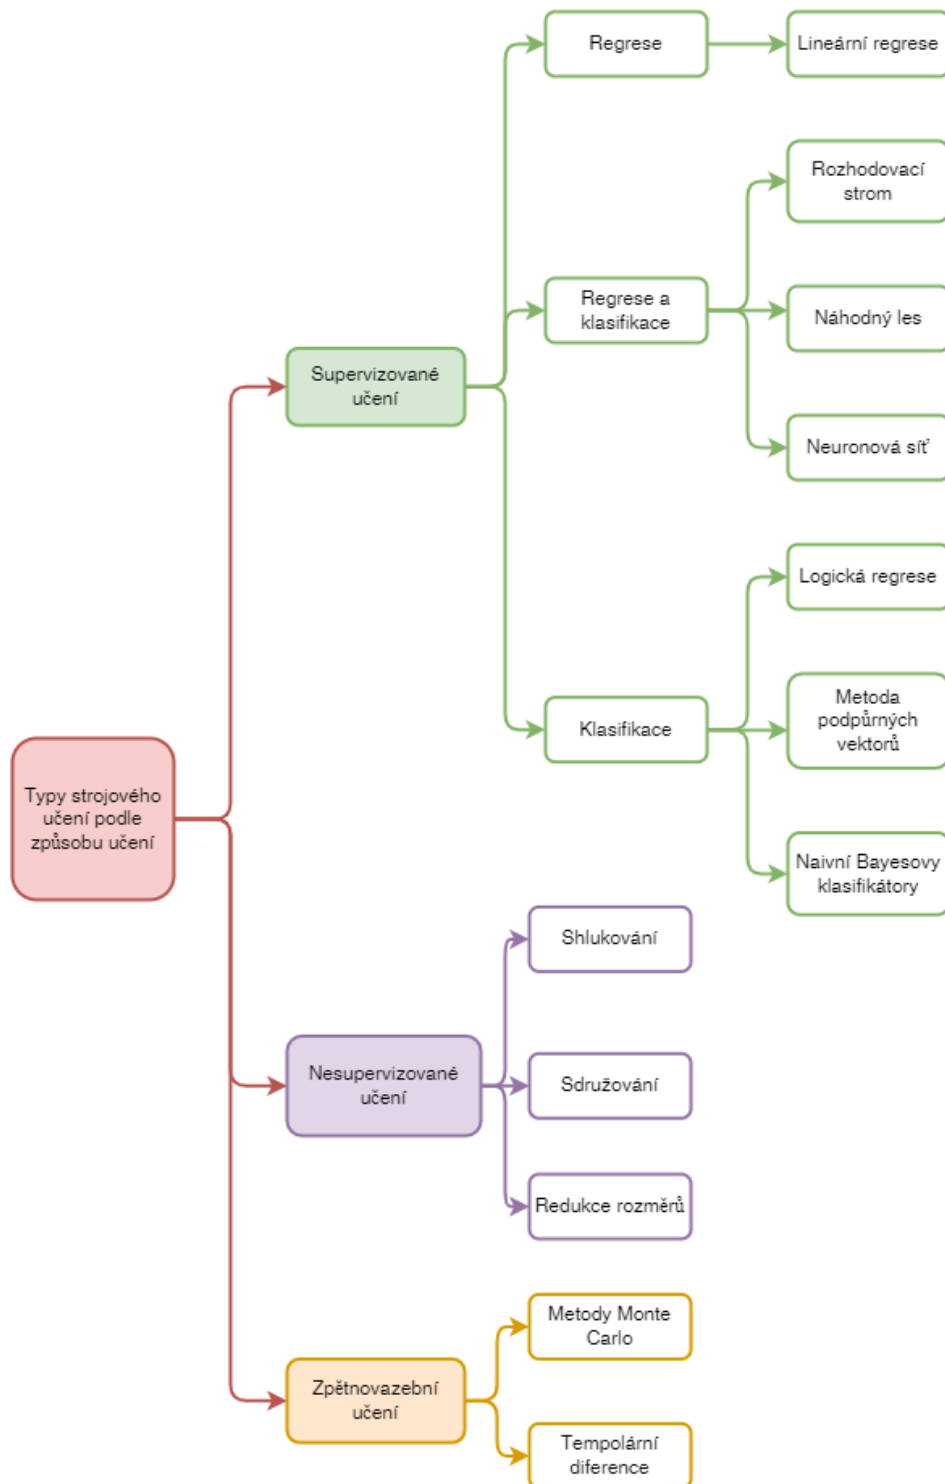 Regrese
Lineární regrese
Rozhodovací
strom
Regrese a
klasifikace
Náhodný les
Supervizované
učení
Neuronová síť
Logická regrese
Klasifikace
Metoda
podpůrných
vektorů
Typy strojového
učení podle
způsobu učení
Naivní Bayesovy
klasifikátory
Shlukování
Nesupervizované
učení
Sdružování
Redukce rozměrů
Metody Monte
Carlo
Zpětnovazební
učení
Tempolární
diference